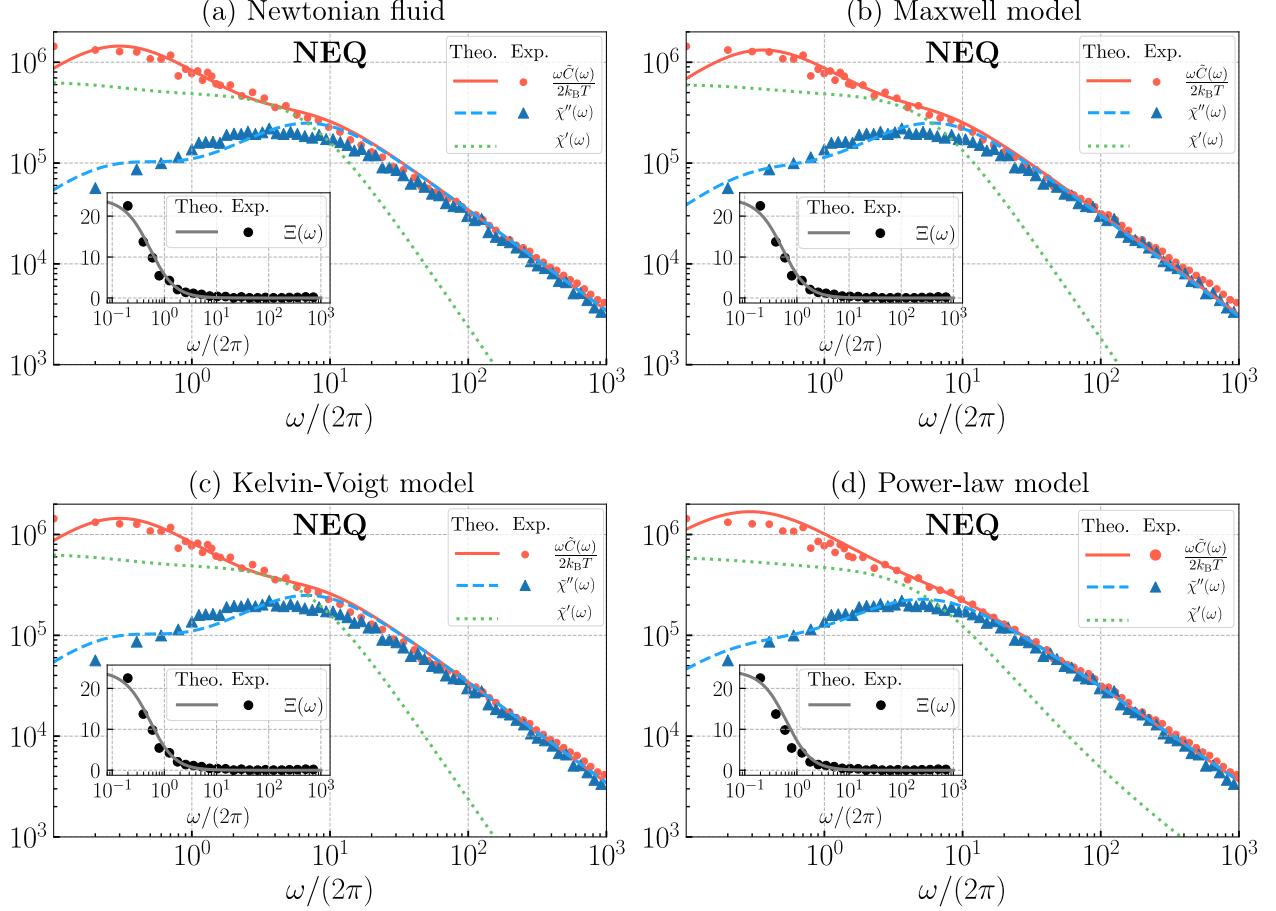 (a) Newtonian fluid
NEQ
Theo. Exp.
ωC̃(ω)/2k_BT
χ̃″(ω)
χ̃′(ω)
10^6
10^5
10^4
10^3
Theo. Exp.
Ξ(ω)
20
10
0
10^−1 10^0 10^1 10^2 10^3
ω/(2π)
10^0 10^1 10^2 10^3
ω/(2π)
(b) Maxwell model
NEQ
Theo. Exp.
ωC̃(ω)/2k_BT
χ̃″(ω)
χ̃′(ω)
10^6
10^5
10^4
10^3
Theo. Exp.
Ξ(ω)
20
10
0
10^−1 10^0 10^1 10^2 10^3
ω/(2π)
10^0 10^1 10^2 10^3
ω/(2π)
(c) Kelvin-Voigt model
NEQ
Theo. Exp.
ωC̃(ω)/2k_BT
χ̃″(ω)
χ̃′(ω)
10^6
10^5
10^4
10^3
Theo. Exp.
Ξ(ω)
20
10
0
10^−1 10^0 10^1 10^2 10^3
ω/(2π)
10^0 10^1 10^2 10^3
ω/(2π)
(d) Power-law model
NEQ
Theo. Exp.
ωC̃(ω)/2k_BT
χ̃″(ω)
χ̃′(ω)
10^6
10^5
10^4
10^3
Theo. Exp.
Ξ(ω)
20
10
0
10^−1 10^0 10^1 10^2 10^3
ω/(2π)
10^0 10^1 10^2 10^3
ω/(2π)